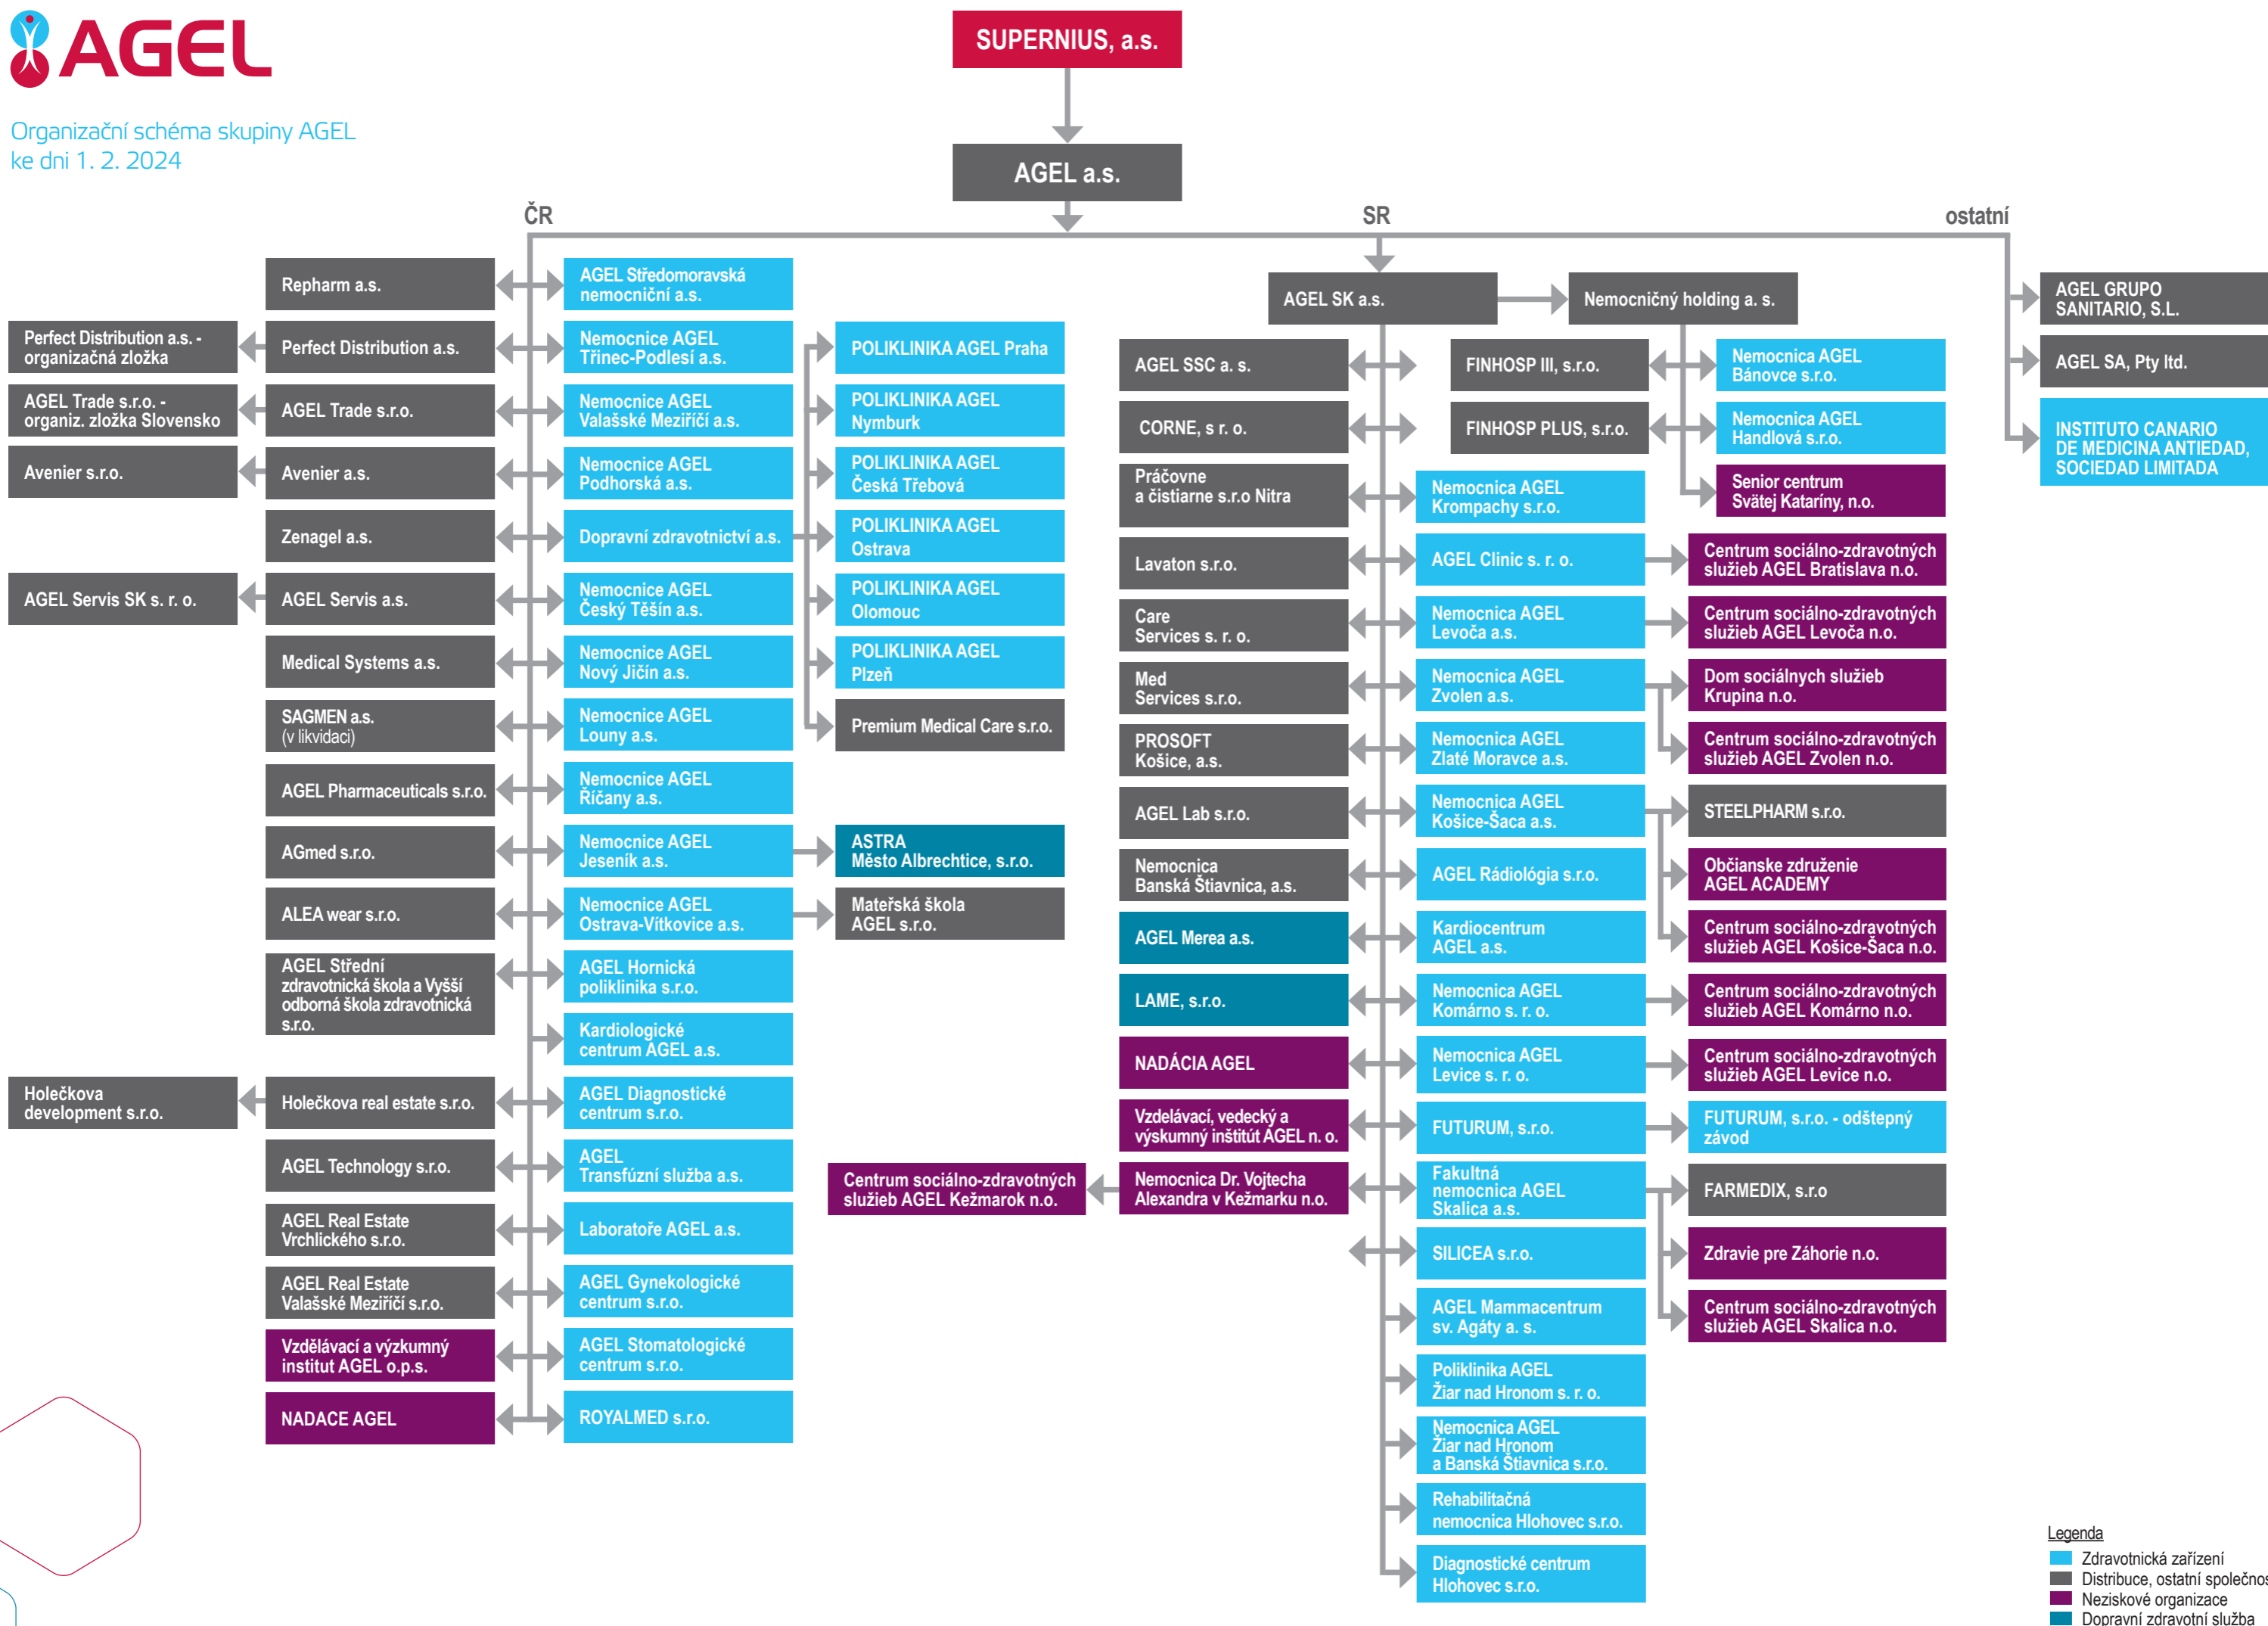 AGEL
Organizační schéma skupiny AGEL
ke dni 1. 2. 2024
SUPERNIUS, a.s.
AGEL a.s.
ČR
SR
ostatní
Perfect Distribution a.s. -
organizačná zložka
AGEL Trade s.r.o. -
organiz. zložka Slovensko
Avenier s.r.o.
AGEL Servis SK s. r. o.
Holečkova
development s.r.o.
Repharm a.s.
Perfect Distribution a.s.
AGEL Trade s.r.o.
Avenier a.s.
Zenagel a.s.
AGEL Servis a.s.
Medical Systems a.s.
SAGMEN a.s.
(v likvidaci)
AGEL Pharmaceuticals s.r.o.
AGmed s.r.o.
ALEA wear s.r.o.
AGEL Střední
zdravotnická škola a Vyšší
odborná škola zdravotnická
s.r.o.
Holečkova real estate s.r.o.
AGEL Technology s.r.o.
AGEL Real Estate
Vrchlického s.r.o.
AGEL Real Estate
Valašské Meziříčí s.r.o.
Vzdělávací a výzkumný
institut AGEL o.p.s.
NADACE AGEL
AGEL Středomoravská
nemocniční a.s.
Nemocnice AGEL
Třinec-Podlesí a.s.
Nemocnice AGEL
Valašské Meziříčí a.s.
Nemocnice AGEL
Podhorská a.s.
Dopravní zdravotnictví a.s.
Nemocnice AGEL
Český Těšín a.s.
Nemocnice AGEL
Nový Jičín a.s.
Nemocnice AGEL
Louny a.s.
Nemocnice AGEL
Říčany a.s.
Nemocnice AGEL
Jeseník a.s.
Nemocnice AGEL
Ostrava-Vítkovice a.s.
AGEL Hornická
poliklinika s.r.o.
Kardiologické
centrum AGEL a.s.
AGEL Diagnostické
centrum s.r.o.
AGEL
Transfúzní služba a.s.
Laboratoře AGEL a.s.
AGEL Gynekologické
centrum s.r.o.
AGEL Stomatologické
centrum s.r.o.
ROYALMED s.r.o.
POLIKLINIKA AGEL Praha
POLIKLINIKA AGEL
Nymburk
POLIKLINIKA AGEL
Česká Třebová
POLIKLINIKA AGEL
Ostrava
POLIKLINIKA AGEL
Olomouc
POLIKLINIKA AGEL
Plzeň
Premium Medical Care s.r.o.
ASTRA
Město Albrechtice, s.r.o.
Mateřská škola
AGEL s.r.o.
Centrum sociálno-zdravotných
služieb AGEL Kežmarok n.o.
AGEL SK a.s.
Nemocničný holding a. s.
AGEL SSC a. s.
CORNE, s r. o.
Práčovne
a čistiarne s.r.o Nitra
Lavaton s.r.o.
Care
Services s. r. o.
Med
Services s.r.o.
PROSOFT
Košice, a.s.
AGEL Lab s.r.o.
Nemocnica
Banská Štiavnica, a.s.
AGEL Merea a.s.
LAME, s.r.o.
NADÁCIA AGEL
Vzdelávací, vedecký a
výskumný inštitút AGEL n. o.
Nemocnica Dr. Vojtecha
Alexandra v Kežmarku n.o.
FINHOSP III, s.r.o.
FINHOSP PLUS, s.r.o.
Nemocnica AGEL
Krompachy s.r.o.
AGEL Clinic s. r. o.
Nemocnica AGEL
Levoča a.s.
Nemocnica AGEL
Zvolen a.s.
Nemocnica AGEL
Zlaté Moravce a.s.
Nemocnica AGEL
Košice-Šaca a.s.
AGEL Rádiológia s.r.o.
Kardiocentrum
AGEL a.s.
Nemocnica AGEL
Komárno s. r. o.
Nemocnica AGEL
Levice s. r. o.
FUTURUM, s.r.o.
Fakultná
nemocnica AGEL
Skalica a.s.
SILICEA s.r.o.
AGEL Mammacentrum
sv. Agáty a. s.
Poliklinika AGEL
Žiar nad Hronom s. r. o.
Nemocnica AGEL
Žiar nad Hronom
a Banská Štiavnica s.r.o.
Rehabilitačná
nemocnica Hlohovec s.r.o.
Diagnostické centrum
Hlohovec s.r.o.
Nemocnica AGEL
Bánovce s.r.o.
Nemocnica AGEL
Handlová s.r.o.
Senior centrum
Svätej Kataríny, n.o.
Centrum sociálno-zdravotných
služieb AGEL Bratislava n.o.
Centrum sociálno-zdravotných
služieb AGEL Levoča n.o.
Dom sociálnych služieb
Krupina n.o.
Centrum sociálno-zdravotných
služieb AGEL Zvolen n.o.
STEELPHARM s.r.o.
Občianske združenie
AGEL ACADEMY
Centrum sociálno-zdravotných
služieb AGEL Košice-Šaca n.o.
Centrum sociálno-zdravotných
služieb AGEL Komárno n.o.
Centrum sociálno-zdravotných
služieb AGEL Levice n.o.
FUTURUM, s.r.o. - odštepný
závod
FARMEDIX, s.r.o
Zdravie pre Záhorie n.o.
Centrum sociálno-zdravotných
služieb AGEL Skalica n.o.
AGEL GRUPO
SANITARIO, S.L.
AGEL SA, Pty ltd.
INSTITUTO CANARIO
DE MEDICINA ANTIEDAD,
SOCIEDAD LIMITADA
Legenda
Zdravotnická zařízení
Distribuce, ostatní
Neziskové organizace
Dopravní zdravotní služba